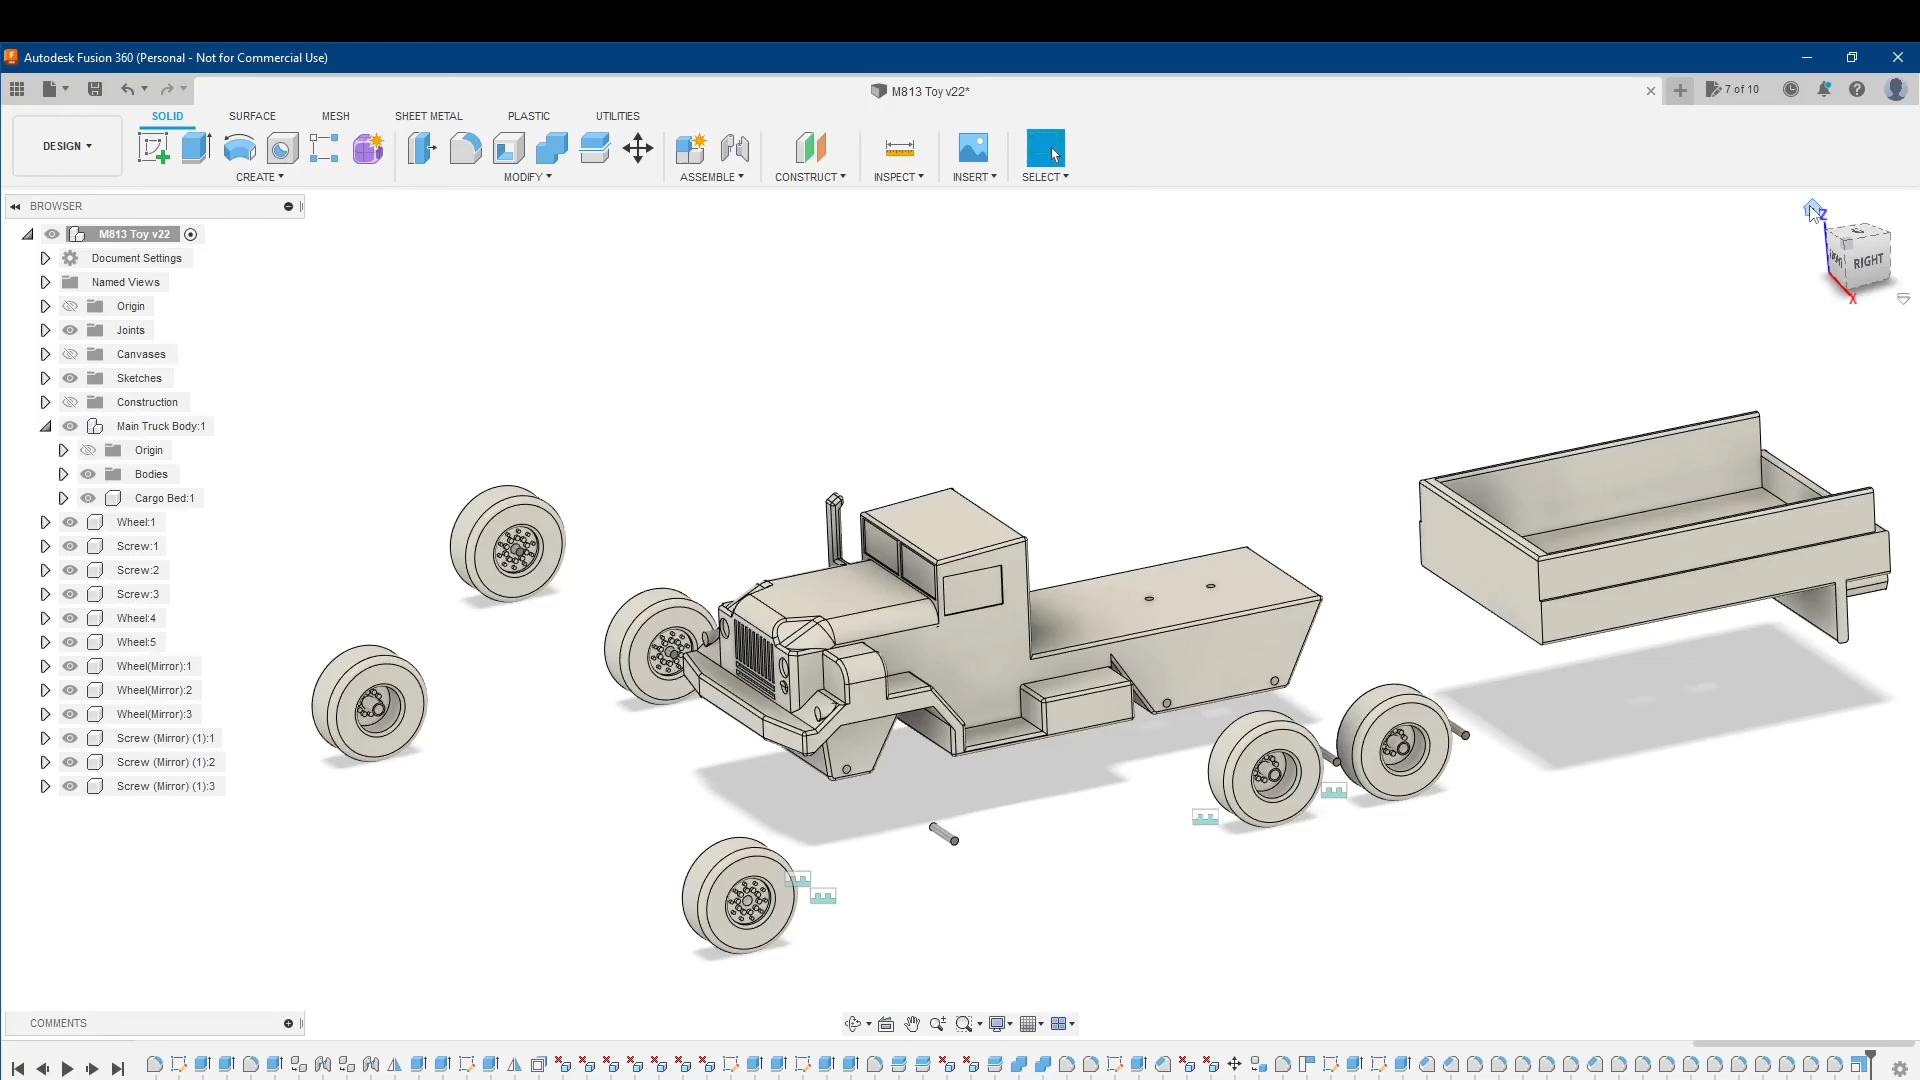 Autodesk Fusion 360 (Personal - Not for Commercial Use)
M813 Toy v22*
7 of 10
SOLID
SURFACE
MESH
SHEET METAL
PLASTIC
UTILITIES
DESIGN
CREATE
MODIFY
ASSEMBLE
CONSTRUCT
INSPECT
INSERT
SELECT
BROWSER
M813 Toy v22
Document Settings
Named Views
Origin
Joints
Canvases
Sketches
Construction
Main Truck Body:1
Origin
Bodies
Cargo Bed:1
Wheel:1
Screw:1
Screw:2
Screw:3
Wheel:4
Wheel:5
Wheel(Mirror):1
Wheel(Mirror):2
Wheel(Mirror):3
Screw (Mirror) (1):1
Screw (Mirror) (1):2
Screw (Mirror) (1):3
Z
RIGHT
X
COMMENTS